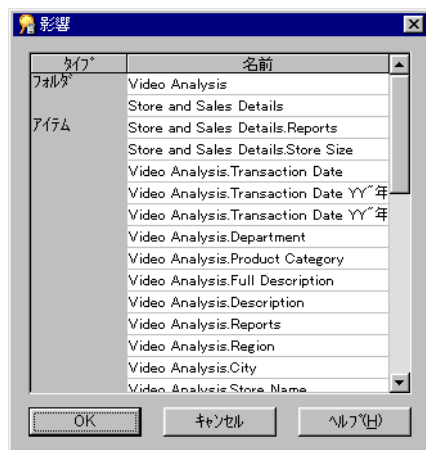 影響
タイプ 名前
フォルダ Video Analysis
Store and Sales Details
アイテム Store and Sales Details.Reports
Store and Sales Details.Store Size
Video Analysis.Transaction Date
Video Analysis.Transaction Date YY"年
Video Analysis.Transaction Date YY"年
Video Analysis.Department
Video Analysis.Product Category
Video Analysis.Full Description
Video Analysis.Description
Video Analysis.Reports
Video Analysis.Region
Video Analysis.City
Video Analysis.Store Name
OK キャンセル ヘルプ(H)